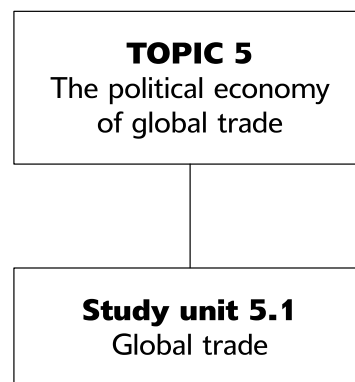 TOPIC 5
The political economy
of global trade
Study unit 5.1
Global trade